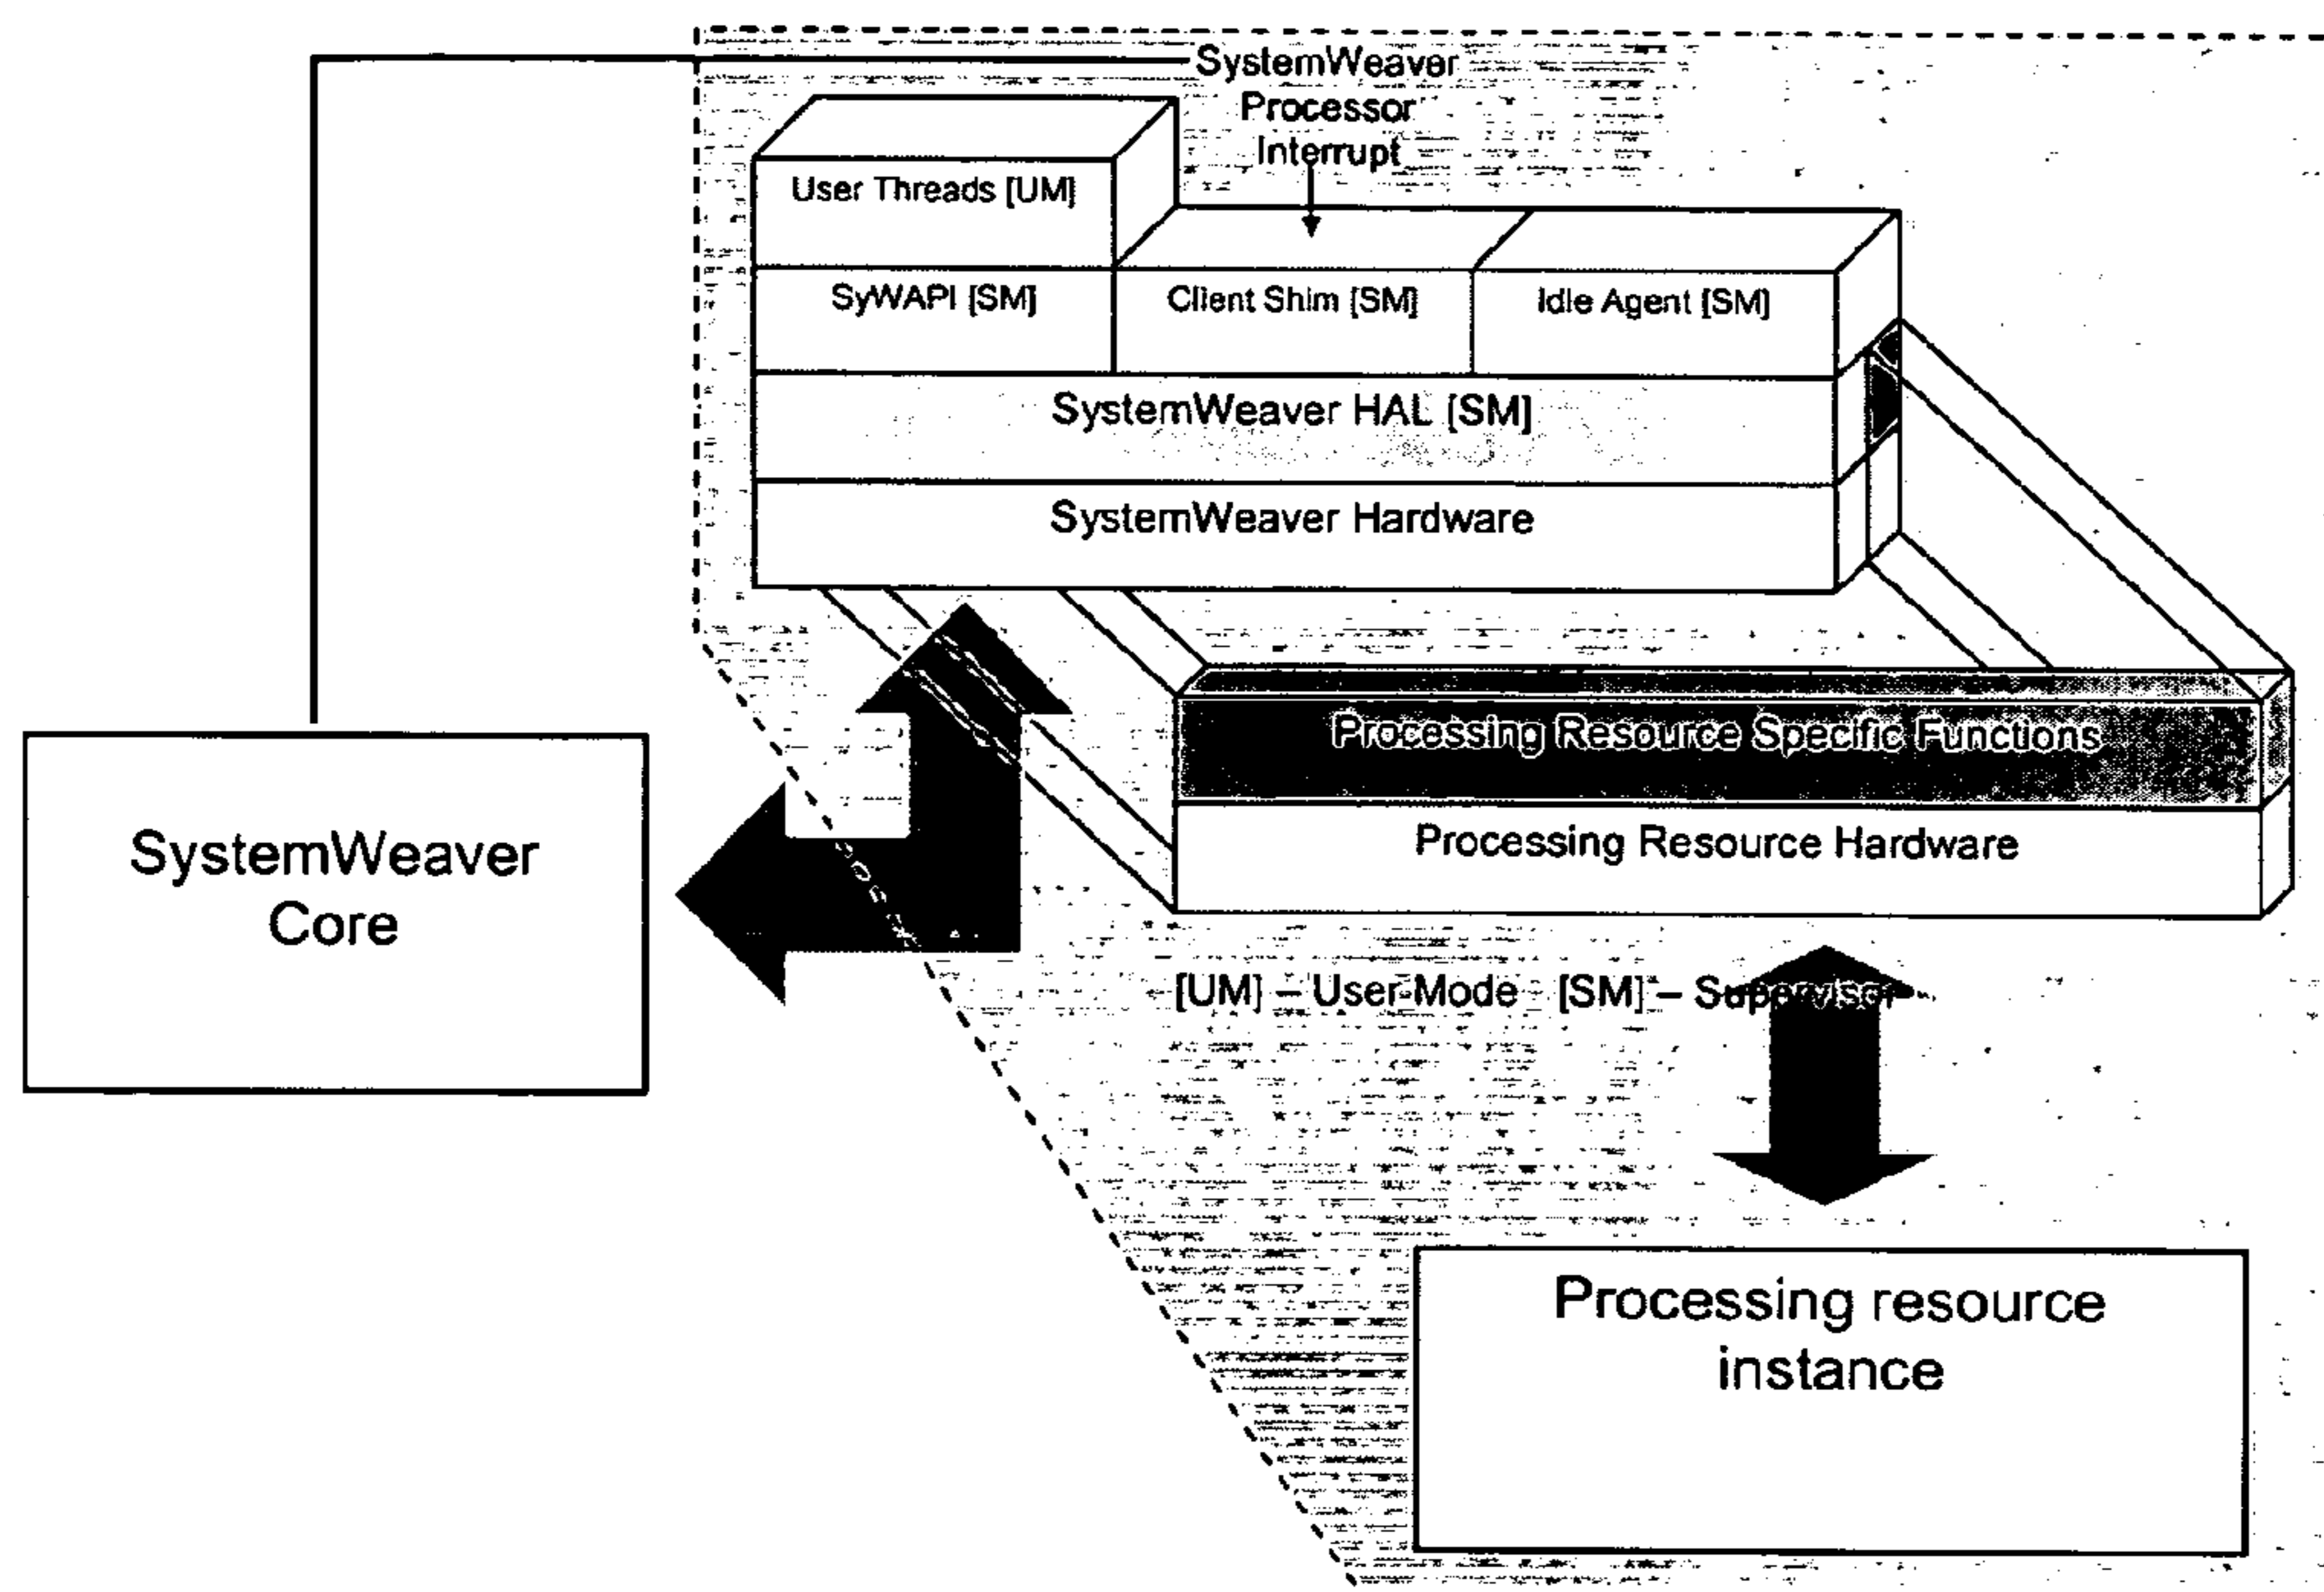 SystemWeaver
Processor
Interrupt
User Threads [UM]
SyWAPI [SM]
Client Shim [SM]
Idle Agent [SM]
SystemWeaver HAL [SM]
SystemWeaver Hardware
Processing Resource Specific Functions
Processing Resource Hardware
SystemWeaver
Core
[UM] – User-Mode [SM] – Supervisor
Processing resource
instance